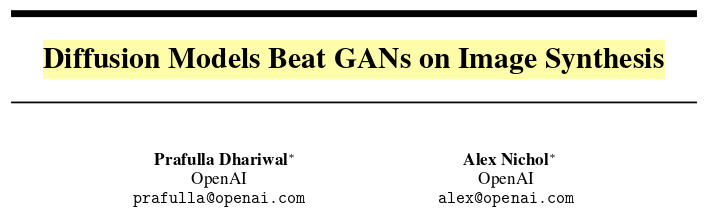 Diffusion Models Beat GANs on Image Synthesis
Prafulla Dhariwal* Alex Nichol*
OpenAI OpenAI
prafulla@openai.com alex@openai.com